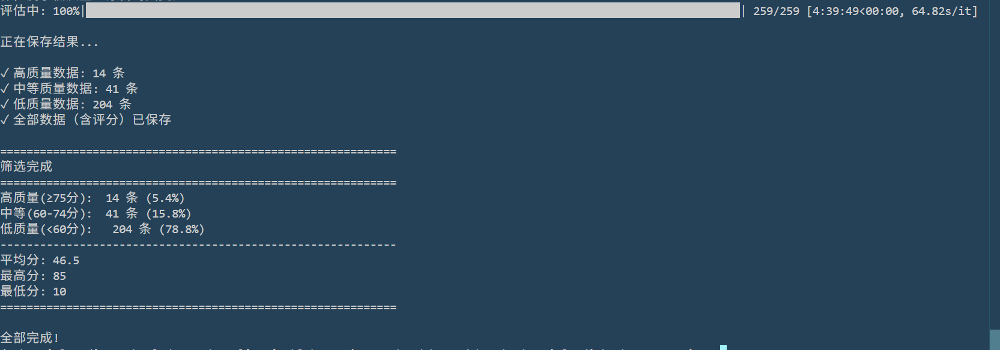 评估中: 100%|                    | 259/259 [4:39:49<00:00, 64.82s/it]
正在保存结果...
✓ 高质量数据: 14 条
✓ 中等质量数据: 41 条
✓ 低质量数据: 204 条
✓ 全部数据（含评分）已保存
============================================================
筛选完成
============================================================
高质量(≥75分):  14 条 (5.4%)
中等(60-74分):  41 条 (15.8%)
低质量(<60分):   204 条 (78.8%)
------------------------------------------------------------
平均分: 46.5
最高分: 85
最低分: 10
============================================================
全部完成!